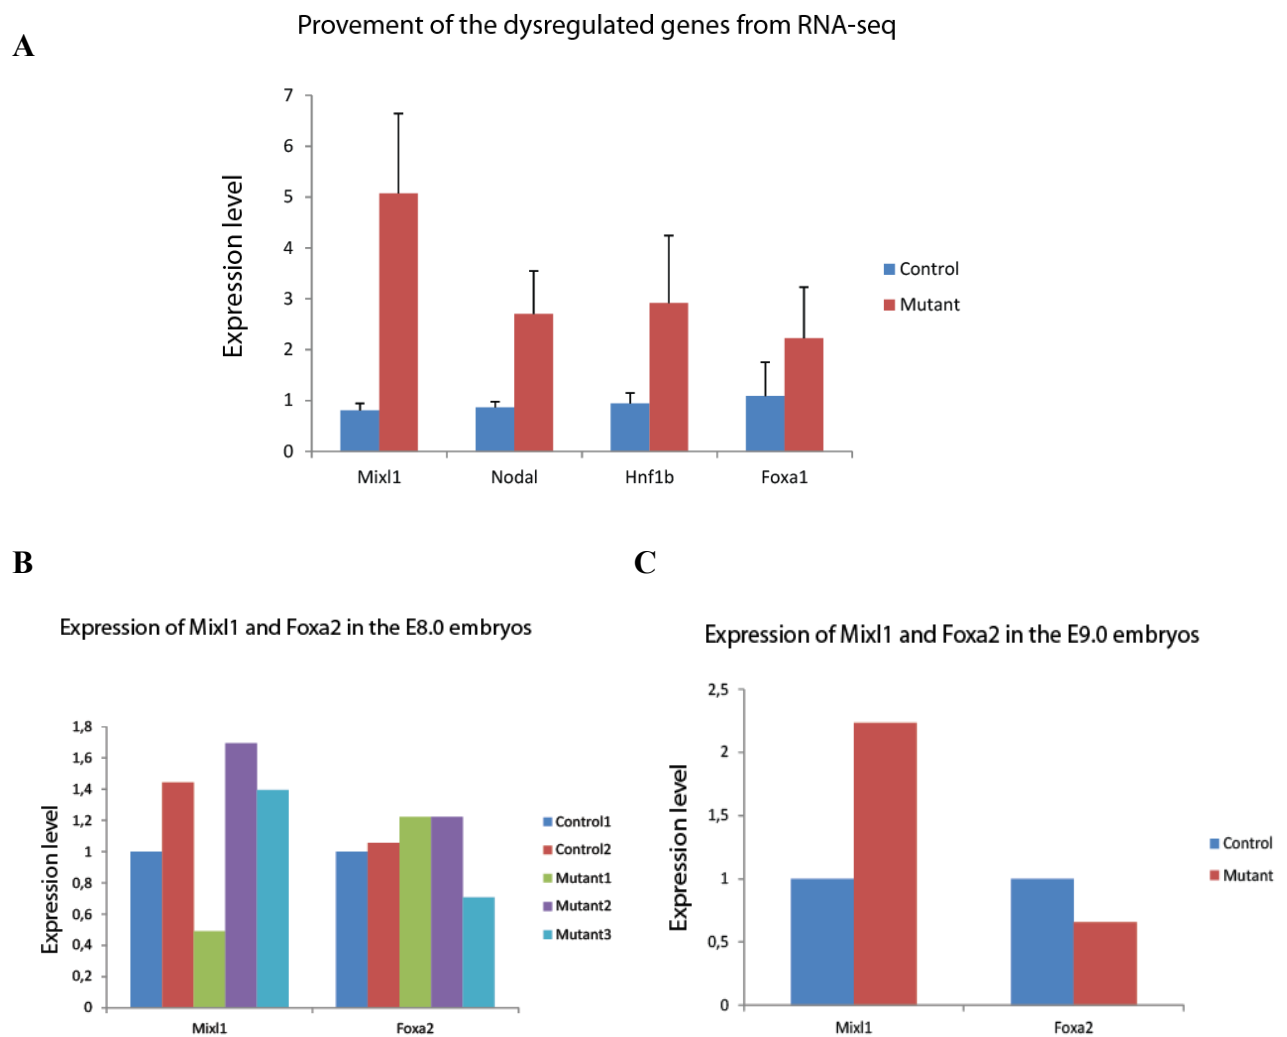 A
Provement of the dysregulated genes from RNA-seq
7
6
5
4
3
2
1
0
Expression level
Mixl1
Nodal
Hnf1b
Foxa1
Control
Mutant
B
Expression of Mixl1 and Foxa2 in the E8.0 embryos
1,8
1,6
1,4
1,2
1
0,8
0,6
0,4
0,2
0
Expression level
Mixl1
Foxa2
Control1
Control2
Mutant1
Mutant2
Mutant3
C
Expression of Mixl1 and Foxa2 in the E9.0 embryos
2,5
2
1,5
1
0,5
0
Expression level
Mixl1
Foxa2
Control
Mutant